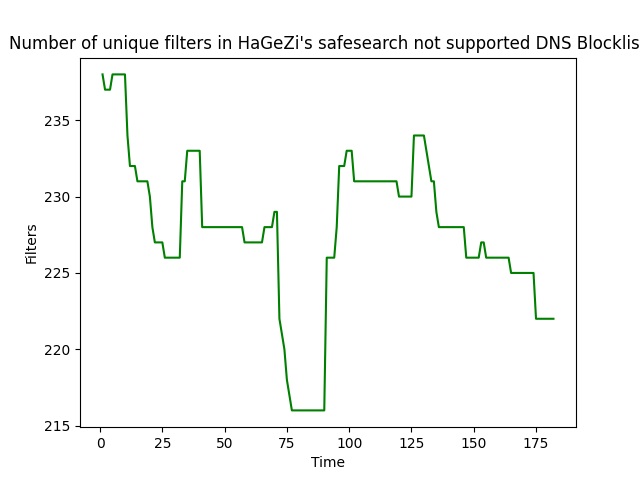 Number of unique filters in HaGeZi's safesearch not supported DNS Blocklis
235
230
225
220
215
Filters
0 25 50 75 100 125 150 175
Time